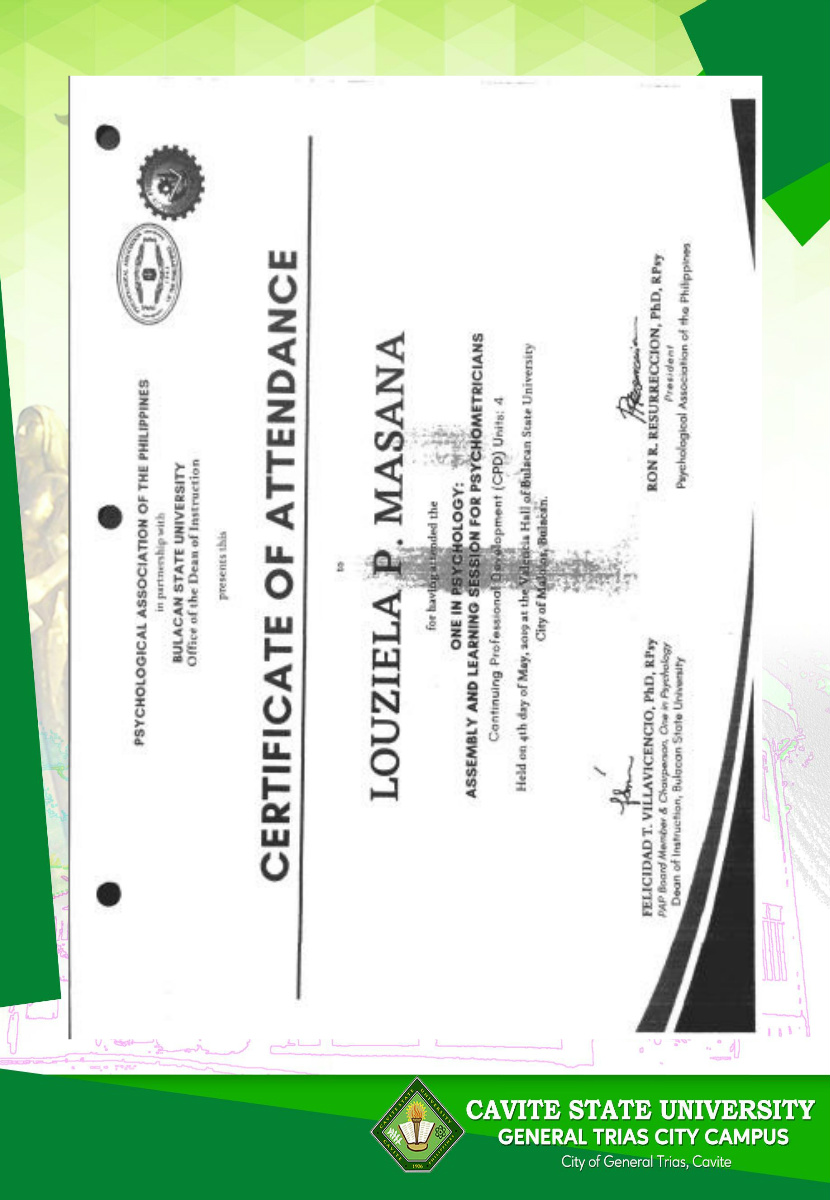 PSYCHOLOGICAL ASSOCIATION OF THE PHILIPPINES
in partnership with
BULACAN STATE UNIVERSITY
Office of the Dean of Instruction
presents this
CERTIFICATE OF ATTENDANCE
to
LOUZIELA P. MASANA
for having attended the
ONE IN PSYCHOLOGY:
ASSEMBLY AND LEARNING SESSION FOR PSYCHOMETRICIANS
Continuing Professional Development (CPD) Units: 4
Held on 4th day of May, 2019 at the Valencia Hall of Bulacan State University
City of Malolos, Bulacan.
FELICIDAD T. VILLAVICENCIO, PhD, RPsy
PAP Board Member & Chairperson, One in Psychology
Dean of Instruction, Bulacan State University
RON R. RESURRECCION, PhD, RPsy
President
Psychological Association of the Philippines
CAVITE STATE UNIVERSITY
GENERAL TRIAS CITY CAMPUS
City of General Trias, Cavite
1906